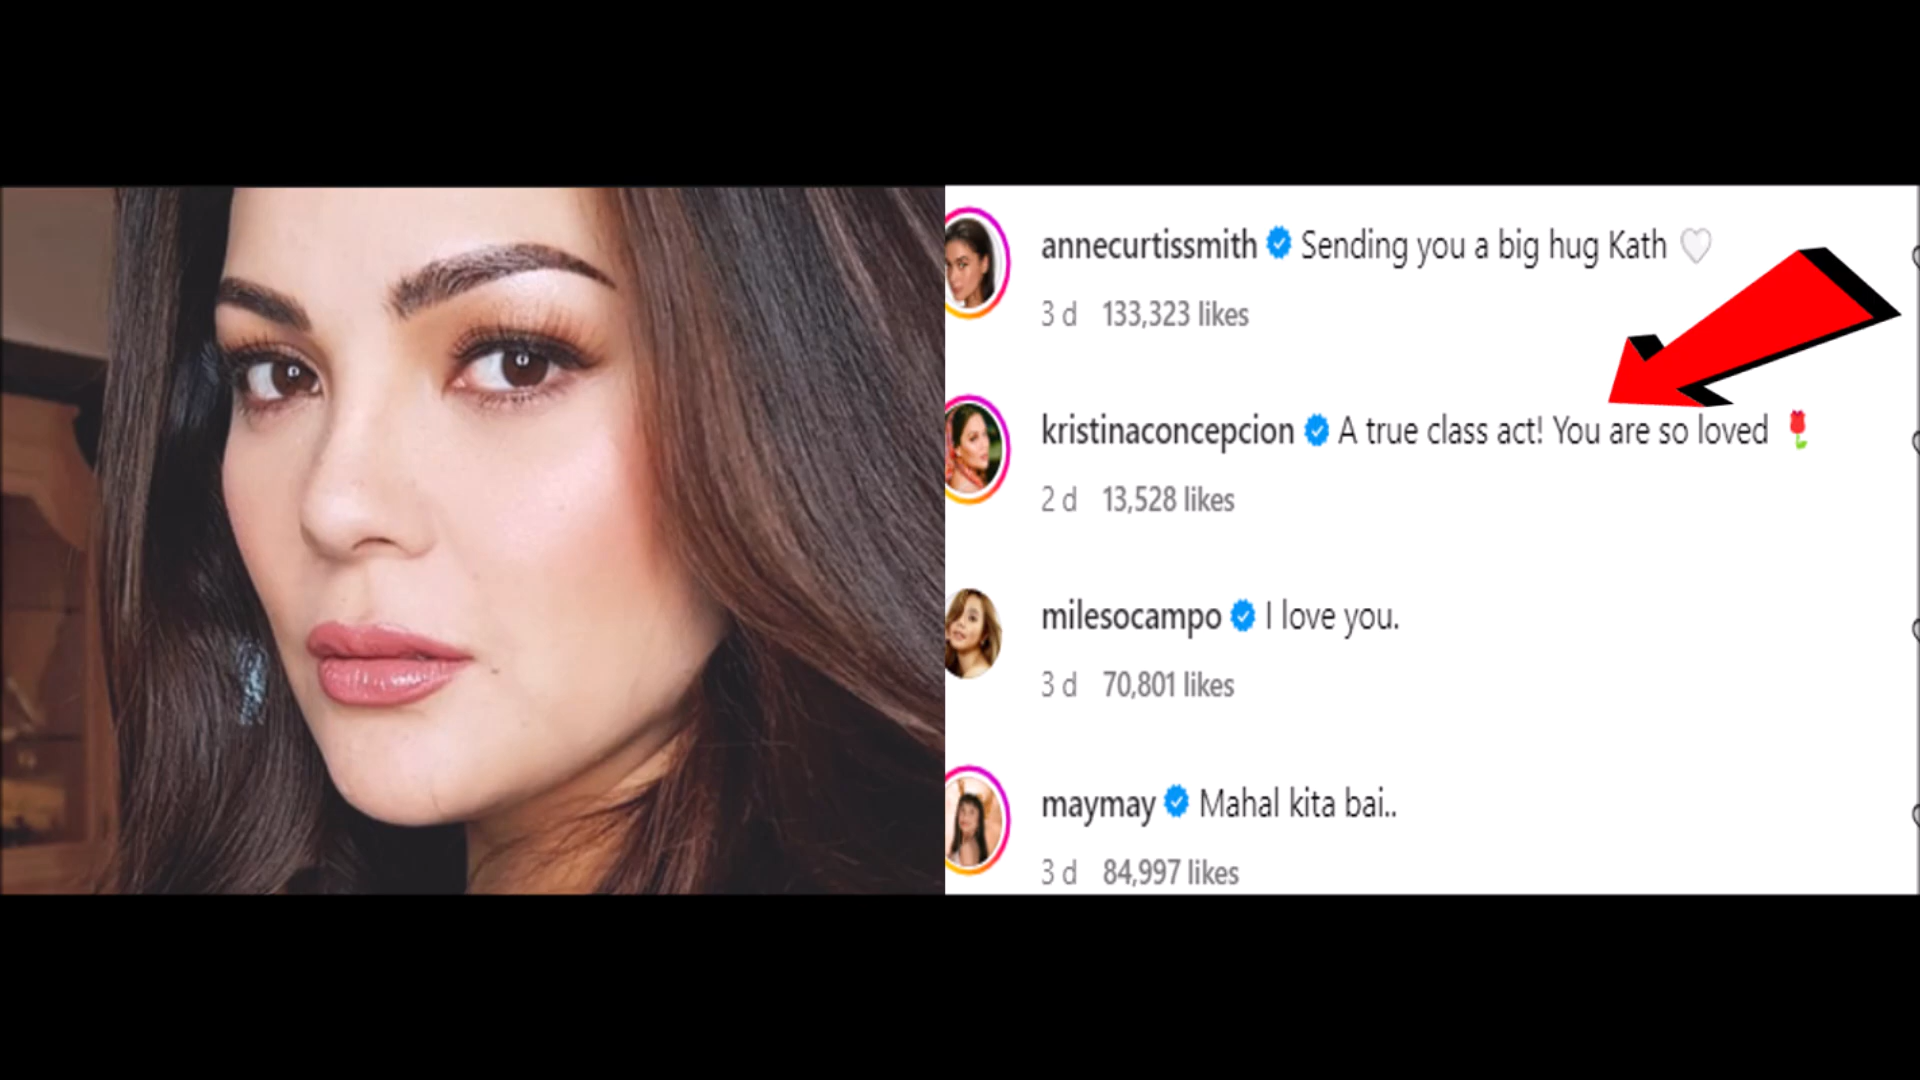 annecurtissmith Sending you a big hug Kath 🤍
3 d 133,323 likes
kristinaconcepcion A true class act! You are so loved 🌹
2 d 13,528 likes
milesocampo I love you.
3 d 70,801 likes
maymay Mahal kita bai..
3 d 84,997 likes